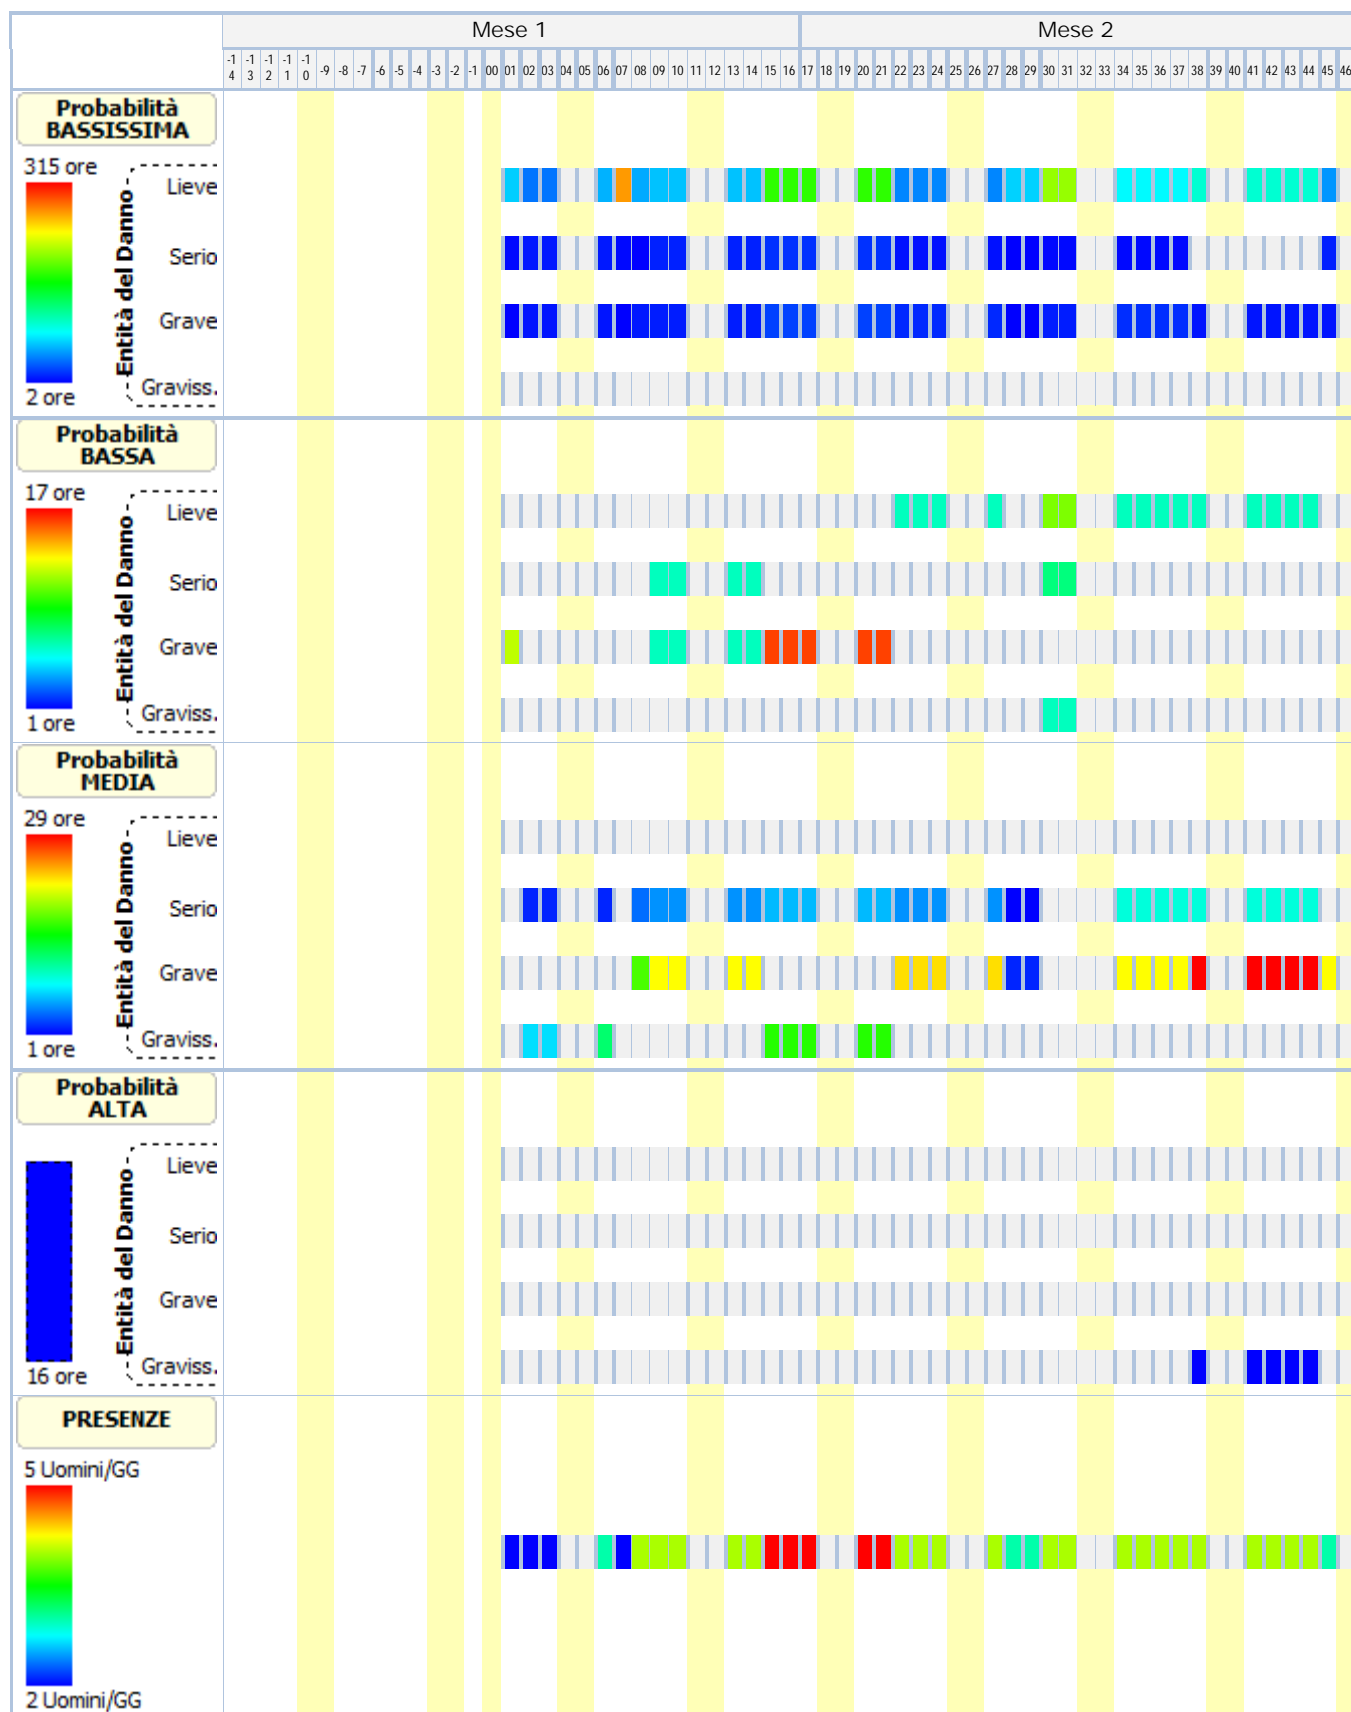 Mese 1 Mese 2
-14 -13 -12 -11 -10 -9 -8 -7 -6 -5 -4 -3 -2 -1 00 01 02 03 04 05 06 07 08 09 10 11 12 13 14 15 16 17 18 19 20 21 22 23 24 25 26 27 28 29 30 31 32 33 34 35 36 37 38 39 40 41 42 43 44 45 46
Probabilità
BASSISSIMA
315 ore
Entità del Danno
Lieve
Serio
Grave
Graviss.
2 ore
Probabilità
BASSA
17 ore
Entità del Danno
Lieve
Serio
Grave
Graviss.
1 ore
Probabilità
MEDIA
29 ore
Entità del Danno
Lieve
Serio
Grave
Graviss.
1 ore
Probabilità
ALTA
Entità del Danno
Lieve
Serio
Grave
Graviss.
16 ore
PRESENZE
5 Uomini/GG
2 Uomini/GG